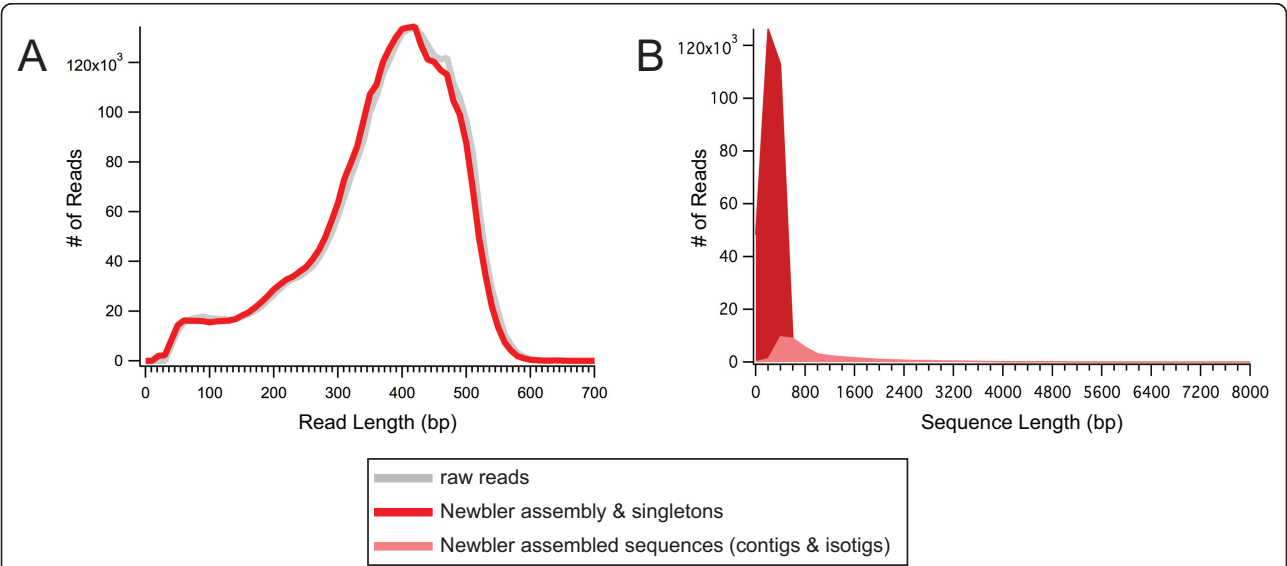 A
120x10³
100
80
60
40
20
0
# of Reads
0 100 200 300 400 500 600 700
Read Length (bp)
B
120x10³
100
80
60
40
20
0
# of Reads
0 800 1600 2400 3200 4000 4800 5600 6400 7200 8000
Sequence Length (bp)
raw reads
Newbler assembly & singletons
Newbler assembled sequences (contigs & isotigs)